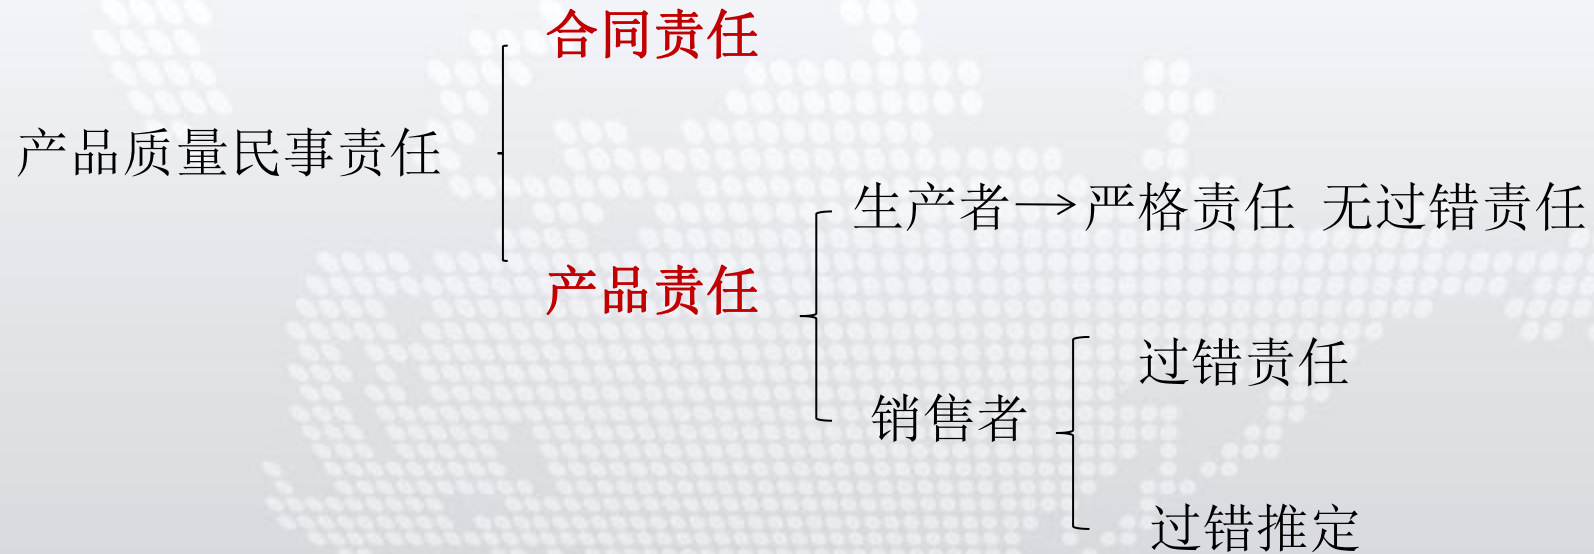 合同责任
产品质量民事责任
生产者→严格责任 无过错责任
产品责任
过错责任
销售者
过错推定